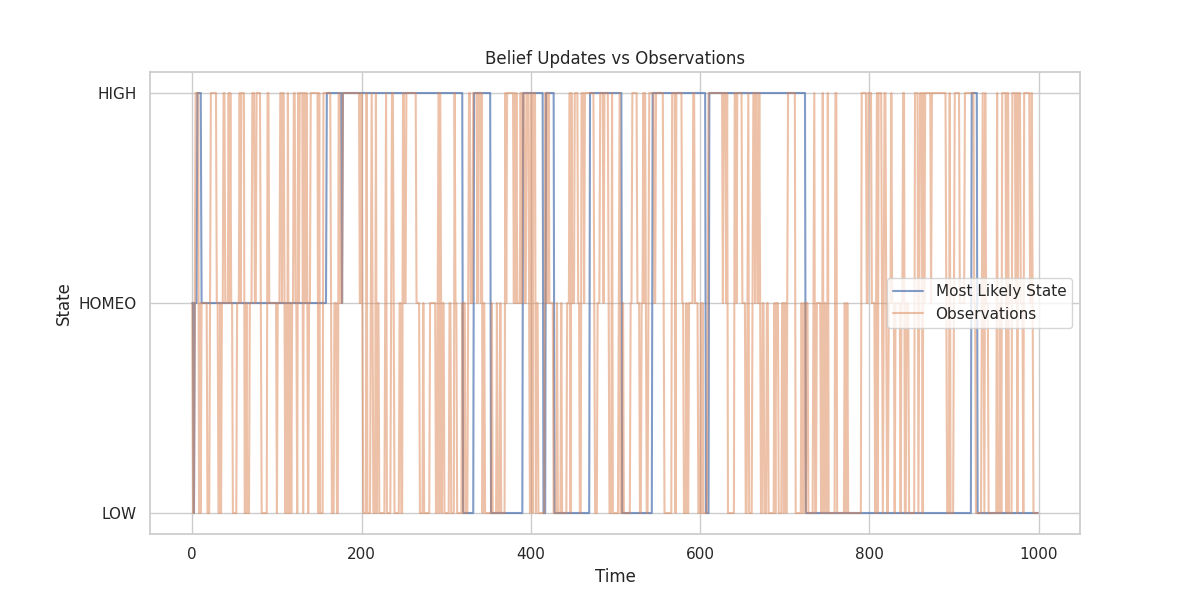 Belief Updates vs Observations
HIGH
HOMEO
LOW
State
Most Likely State
Observations
0 200 400 600 800 1000
Time